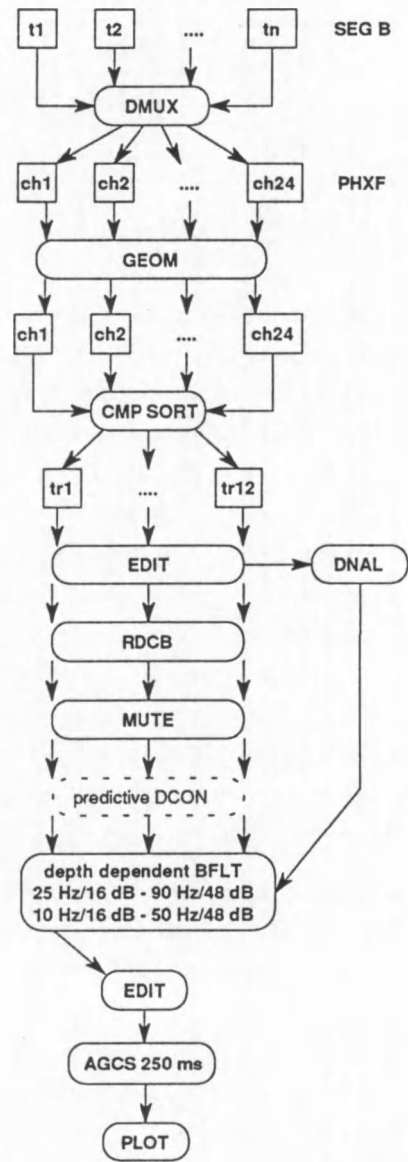 t1 t2 .... tn SEG B
DMUX
ch1 ch2 .... ch24 PHXF
GEOM
ch1 ch2 .... ch24
CMP SORT
tr1 .... tr12
EDIT DNAL
RDCB
MUTE
predictive DCON
depth dependent BFLT
25 Hz/16 dB - 90 Hz/48 dB
10 Hz/16 dB - 50 Hz/48 dB
EDIT
AGCS 250 ms
PLOT